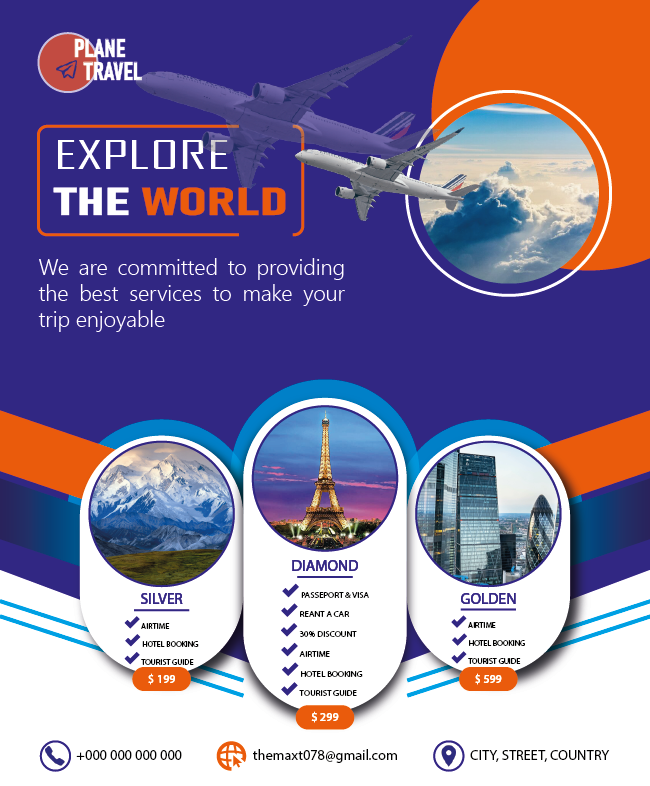 PLANE
TRAVEL
EXPLORE
THE WORLD
We are committed to providing
the best services to make your
trip enjoyable
SILVER
AIRTIME
HOTEL BOOKING
TOURIST GUIDE
$ 199
DIAMOND
PASSEPORT & VISA
REANT A CAR
30% DISCOUNT
AIRTIME
HOTEL BOOKING
TOURIST GUIDE
$ 299
GOLDEN
AIRTIME
HOTEL BOOKING
TOURIST GUIDE
$ 599
+000 000 000 000
themaxt078@gmail.com
CITY, STREET, COUNTRY